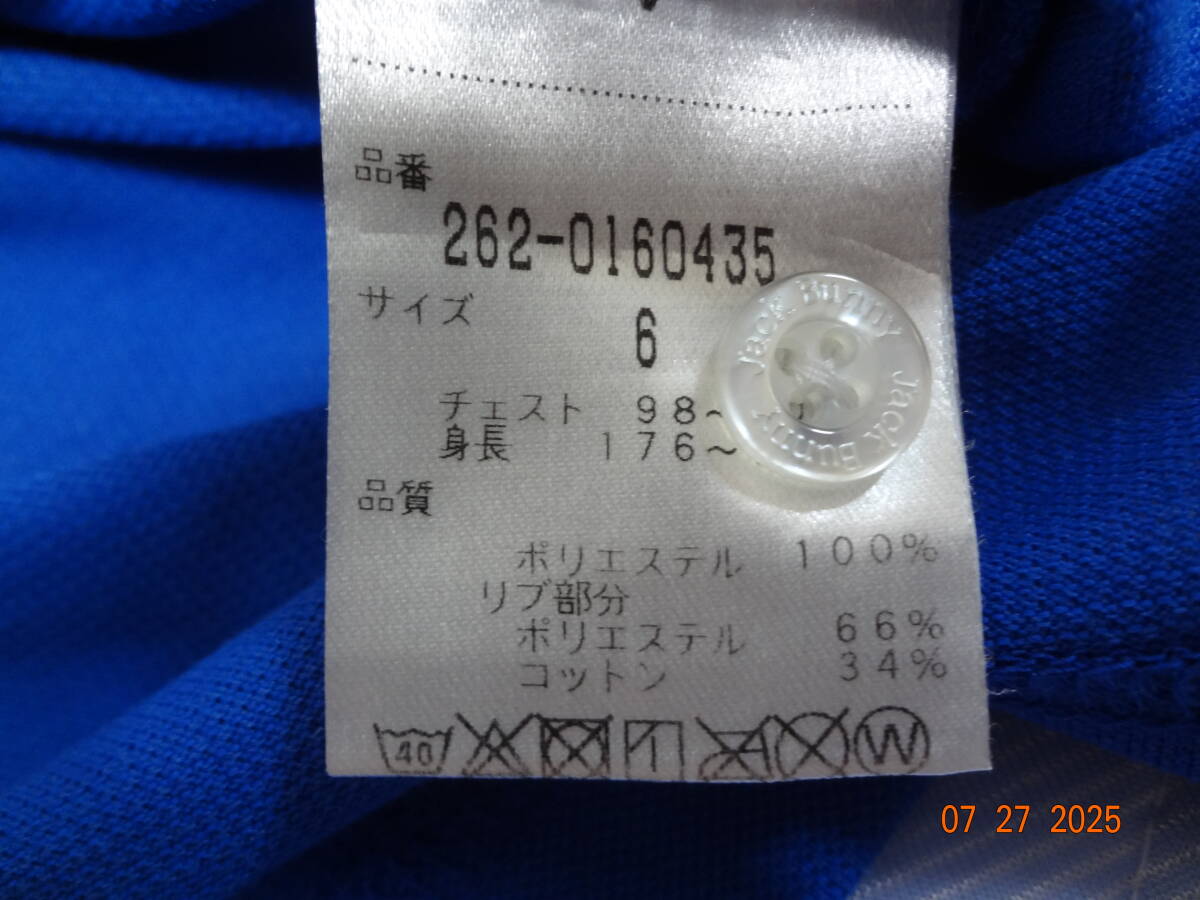 品番
262-0160435
サイズ
6
チェスト 98~
身長 176~
Jack Bunny
Jack Bunny
品質
ポリエステル 100%
リブ部分
ポリエステル 66%
コットン 34%
40
W
07 27 2025